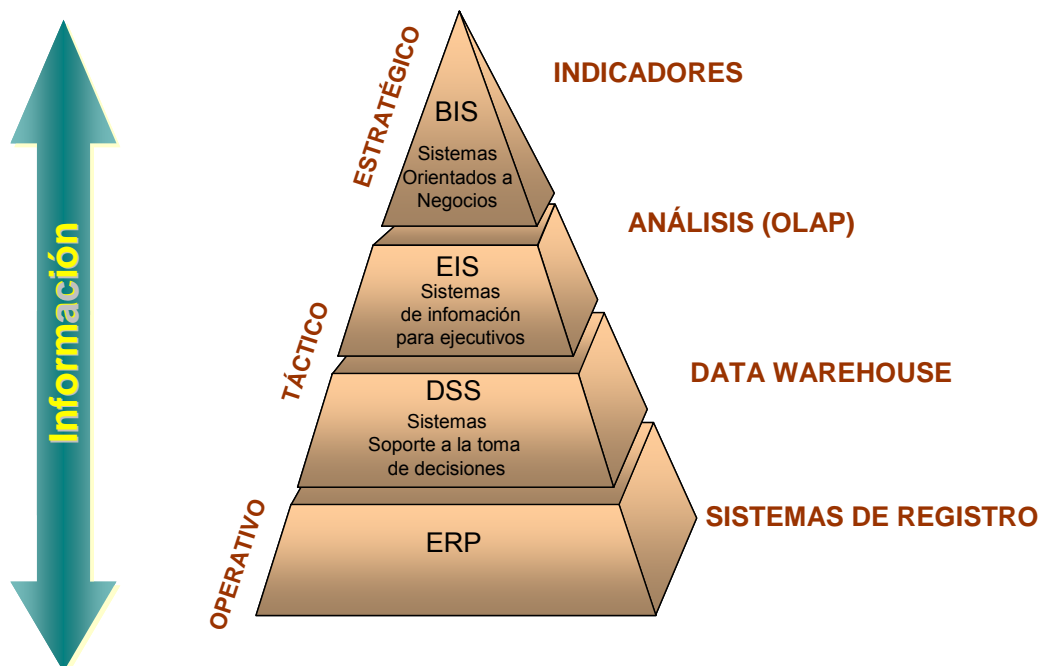 INDICADORES
ESTRATÉGICO
BIS
Sistemas
Orientados a
Negocios
ANÁLISIS (OLAP)
EIS
Sistemas
de infomación
para ejecutivos
TÁCTICO
DATA WAREHOUSE
DSS
Sistemas
Soporte a la toma
de decisiones
Información
OPERATIVO
ERP
SISTEMAS DE REGISTRO